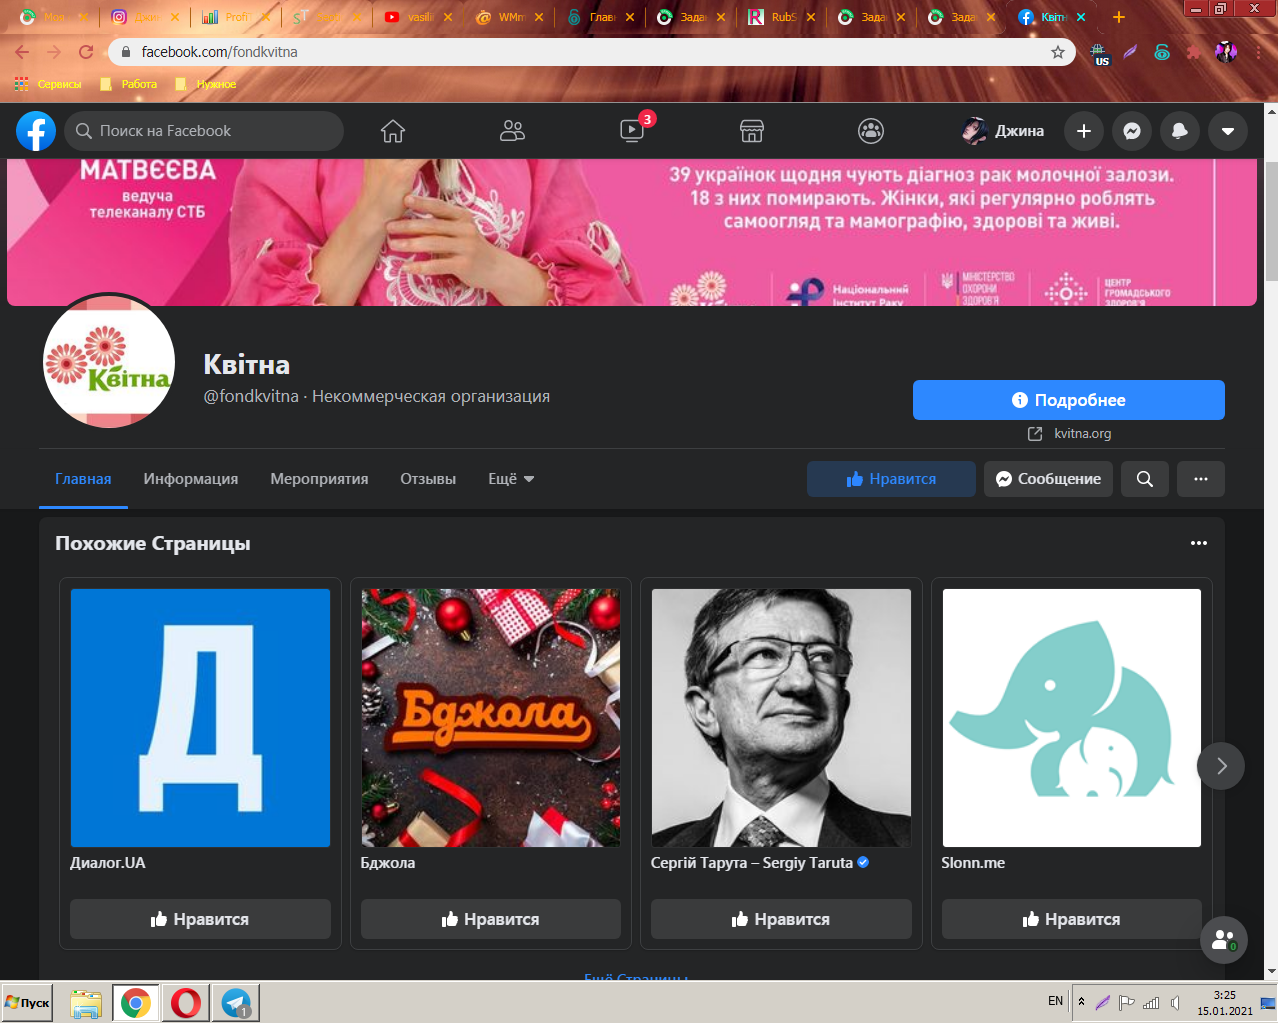 Моя
ProfiT
vasili
WMm
Глав
Зада
RubS
Зада
Зада
Квітн
facebook.com/fondkvitna
US
Сервисы
Работа
Нужное
Поиск на Facebook
3
Джина
МАТВЄЄВА
ведуча
телеканалу СТБ
39 українок щодня чують діагноз рак молочної залози.
18 з них помирають. Жінки, які регулярно роблять
самоогляд та мамографію, здорові та живі.
Національний
Інститут Раку
МІНІСТЕРСТВО
ОХОРОНИ
ЗДОРОВ'Я
ЦЕНТР
ГРОМАДСЬКОГО
ЗДОРОВ'Я
Квітна
Квітна
@fondkvitna · Некоммерческая организация
Подробнее
kvitna.org
Главная
Информация
Мероприятия
Отзывы
Ещё
Нравится
Сообщение
Похожие Страницы
Д
Бджола
Диалог.UA
Бджола
Сергій Тарута – Sergiy Taruta
Slonn.me
Нравится
Нравится
Нравится
Нравится
0
Ещё Страницы
Пуск
1
EN
3:25
15.01.2021